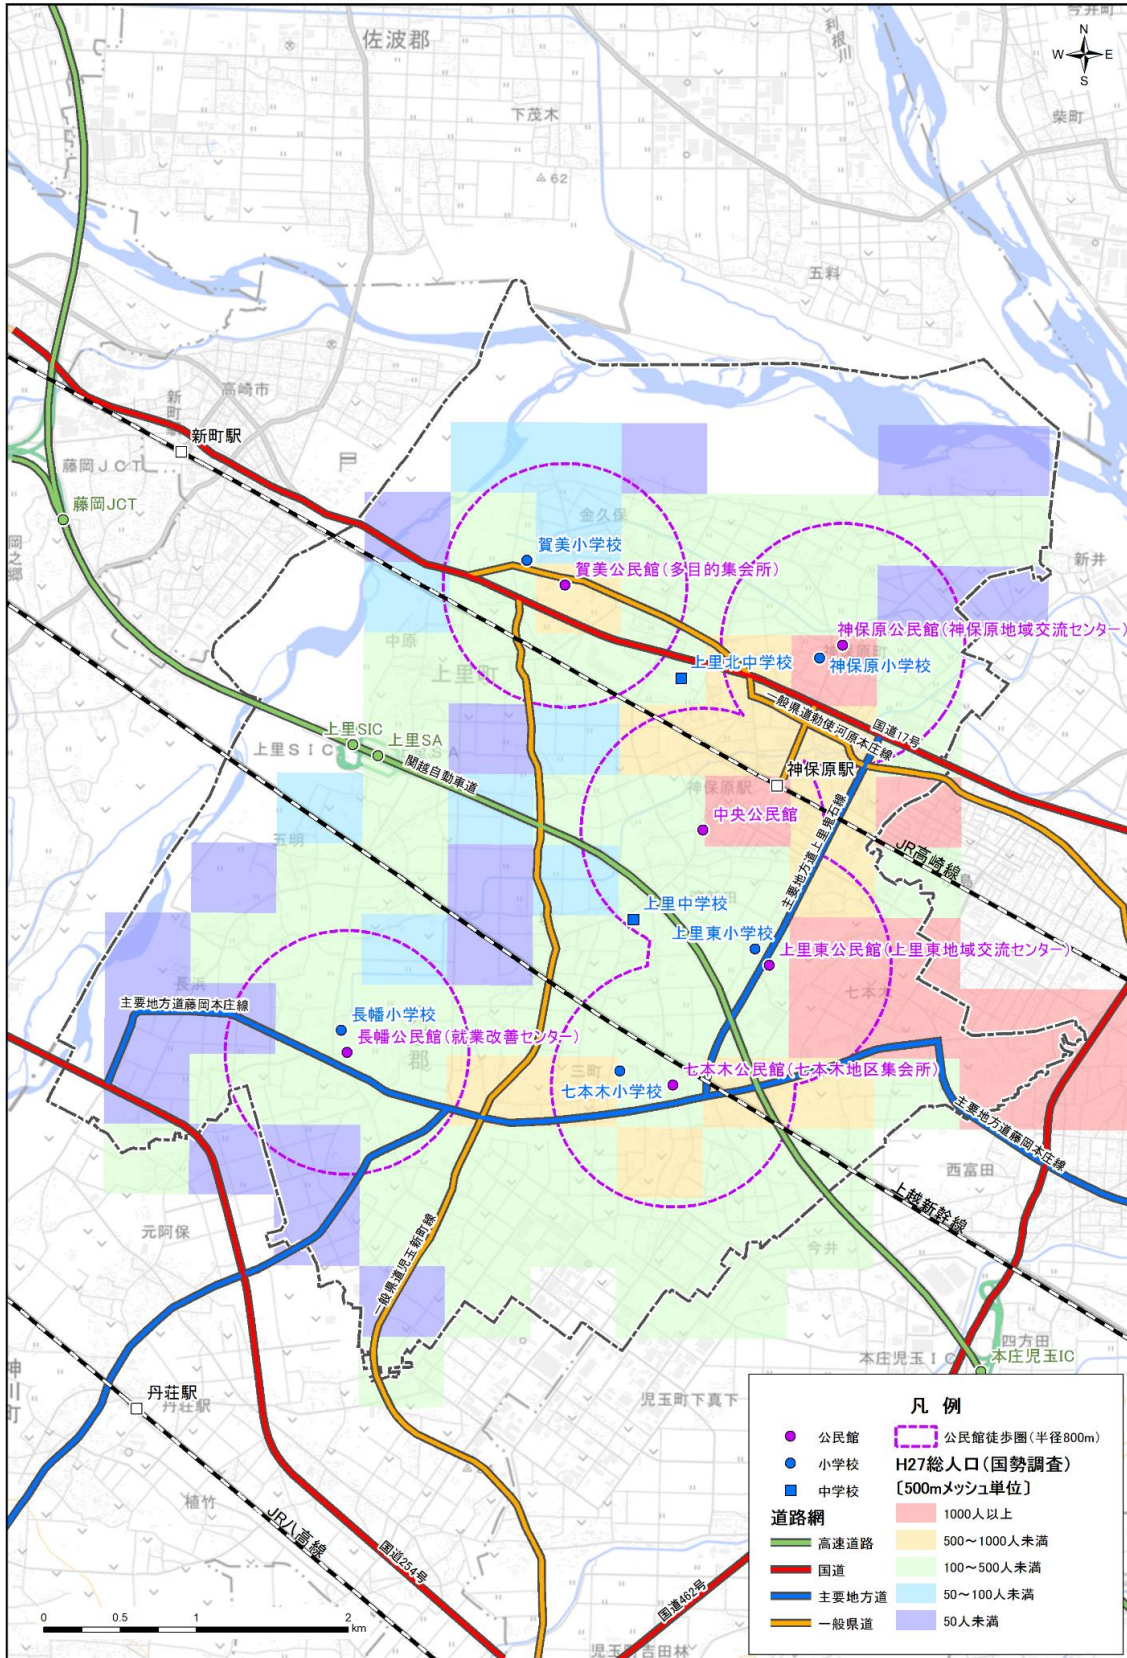 佐波郡
今井町
N
W E
S
利根川
柴町
下茂木
62
五料
高崎市
新町
新町駅
藤岡JCT
藤岡JCT
岡之郷
金久保
賀美小学校
賀美公民館(多目的集会所)
新井
神保原公民館(神保原地域交流センター)
神保原町
神保原小学校
中原
上里町
上里北中学校
一般県道勅使河原本庄線
国道17号
上里SIC
上里SIC
上里SA
関越自動車道
神保原駅
神保原駅
中央公民館
主要地方道上里鬼石線
JR高崎線
五明
上里中学校
上里東小学校
上里東公民館(上里東地域交流センター)
七本木
長浜
主要地方道藤岡本庄線
長幡小学校
長幡公民館(就業改善センター)
郡
三町
七本木公民館(七本木地区集会所)
七本木小学校
主要地方道藤岡本庄線
西富田
上越新幹線
元阿保
今井
一般県道児玉新町線
四方田
本庄児玉IC
本庄児玉IC
神川町
丹荘駅
丹荘駅
児玉町下真下
植竹
JR八高線
国道254号
国道462号
児玉町吉田林
0 0.5 1 2
km
凡 例
公民館
公民館徒歩圏(半径800m)
小学校
H27総人口(国勢調査)
中学校
〔500mメッシュ単位〕
道路網
1000人以上
高速道路
500～1000人未満
国道
100～500人未満
主要地方道
50～100人未満
一般県道
50人未満